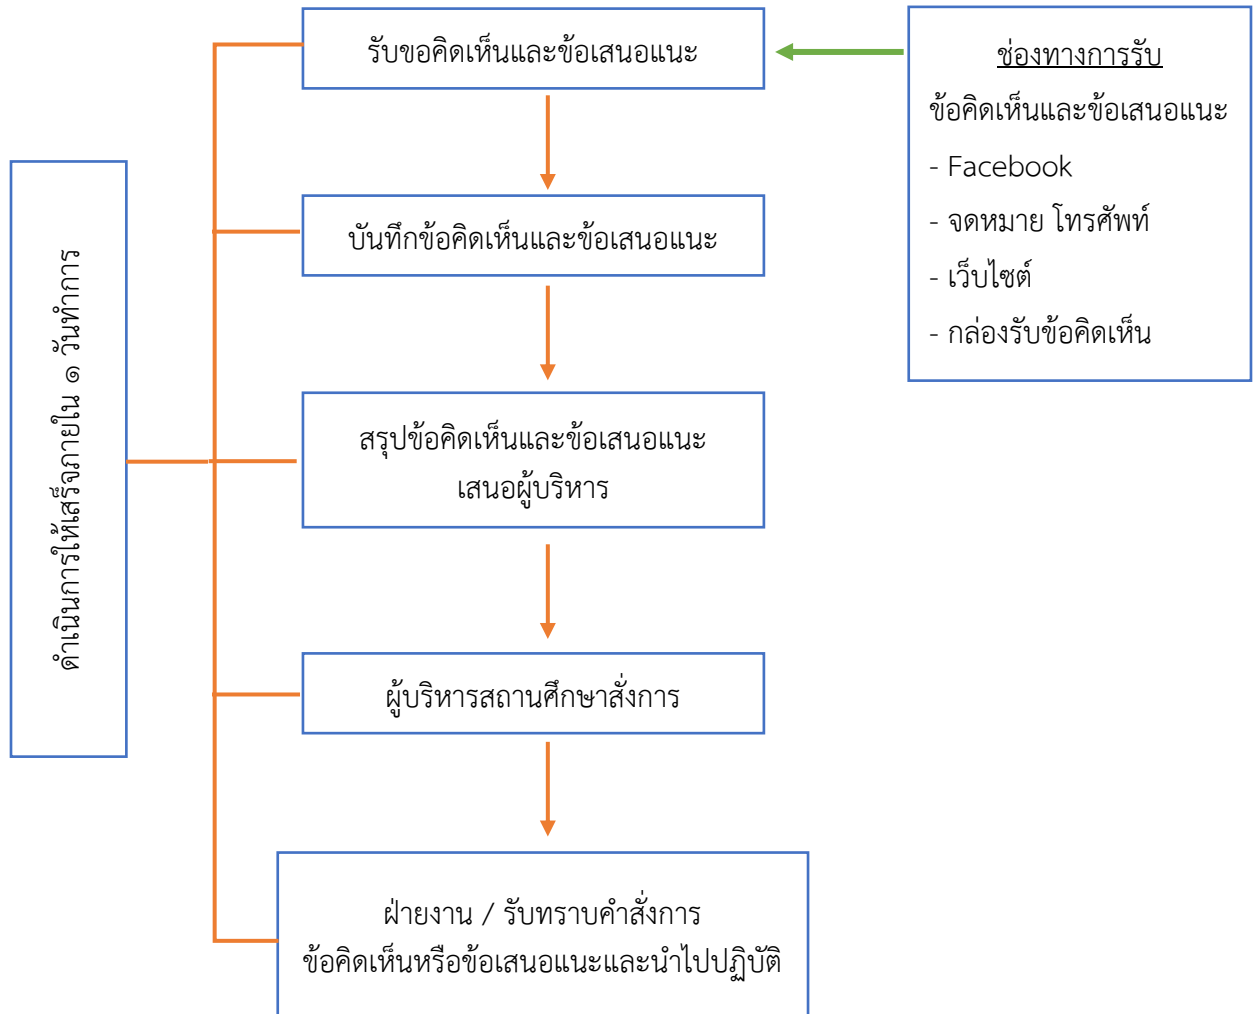 รับขอคิดเห็นและข้อเสนอแนะ
ช่องทางการรับ
ข้อคิดเห็นและข้อเสนอแนะ
- Facebook
- จดหมาย โทรศัพท์
- เว็บไซต์
- กล่องรับข้อคิดเห็น
บันทึกข้อคิดเห็นและข้อเสนอแนะ
ดำเนินการให้เสร็จภายใน ๑ วันทำการ
สรุปข้อคิดเห็นและข้อเสนอแนะ
เสนอผู้บริหาร
ผู้บริหารสถานศึกษาสั่งการ
ฝ่ายงาน / รับทราบคำสั่งการ
ข้อคิดเห็นหรือข้อเสนอแนะและนำไปปฏิบัติ